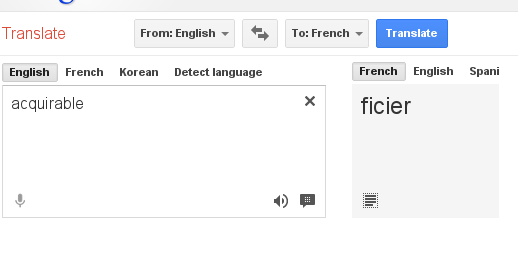 Translate From: English To: French Translate
English French Korean Detect language French English Spani
acquirable
ficier